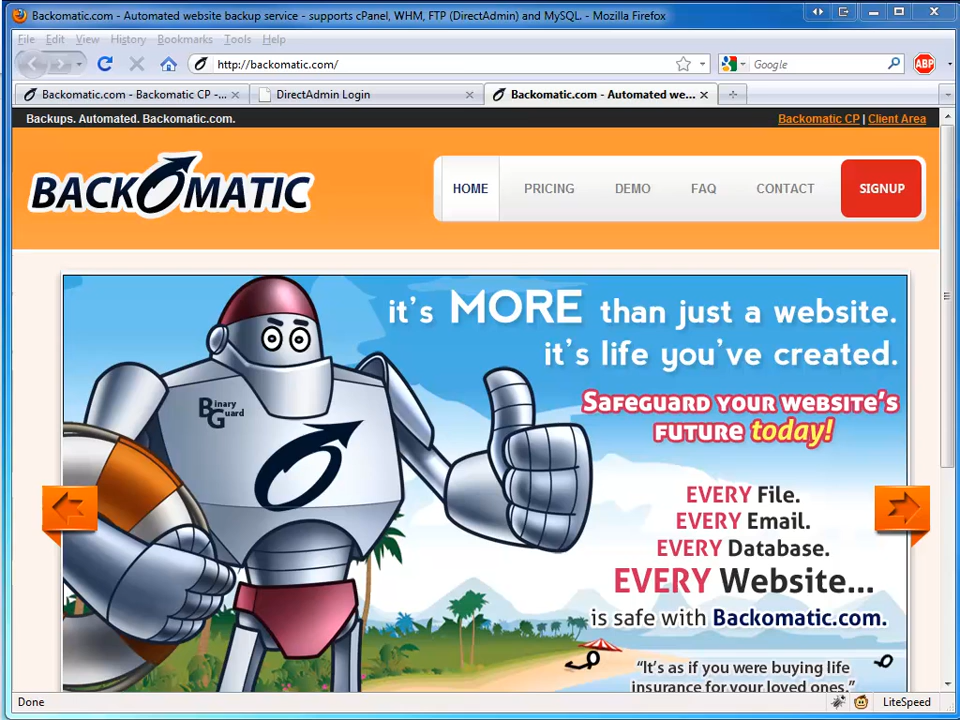 Backomatic.com - Automated website backup service - supports cPanel, WHM, FTP (DirectAdmin) and MySQL. - Mozilla Firefox
File Edit View History Bookmarks Tools Help
http://backomatic.com/
Google
ABP
Backomatic.com - Backomatic CP -...
DirectAdmin Login
Backomatic.com - Automated we...
Backups. Automated. Backomatic.com.
Backomatic CP | Client Area
BACKOMATIC
HOME PRICING DEMO FAQ CONTACT SIGNUP
it's MORE than just a website.
it's life you've created.
Safeguard your website's
future today!
Binary
Guard
EVERY File.
EVERY Email.
EVERY Database.
EVERY Website...
is safe with Backomatic.com.
"It's as if you were buying life
insurance for your loved ones."
Done
LiteSpeed